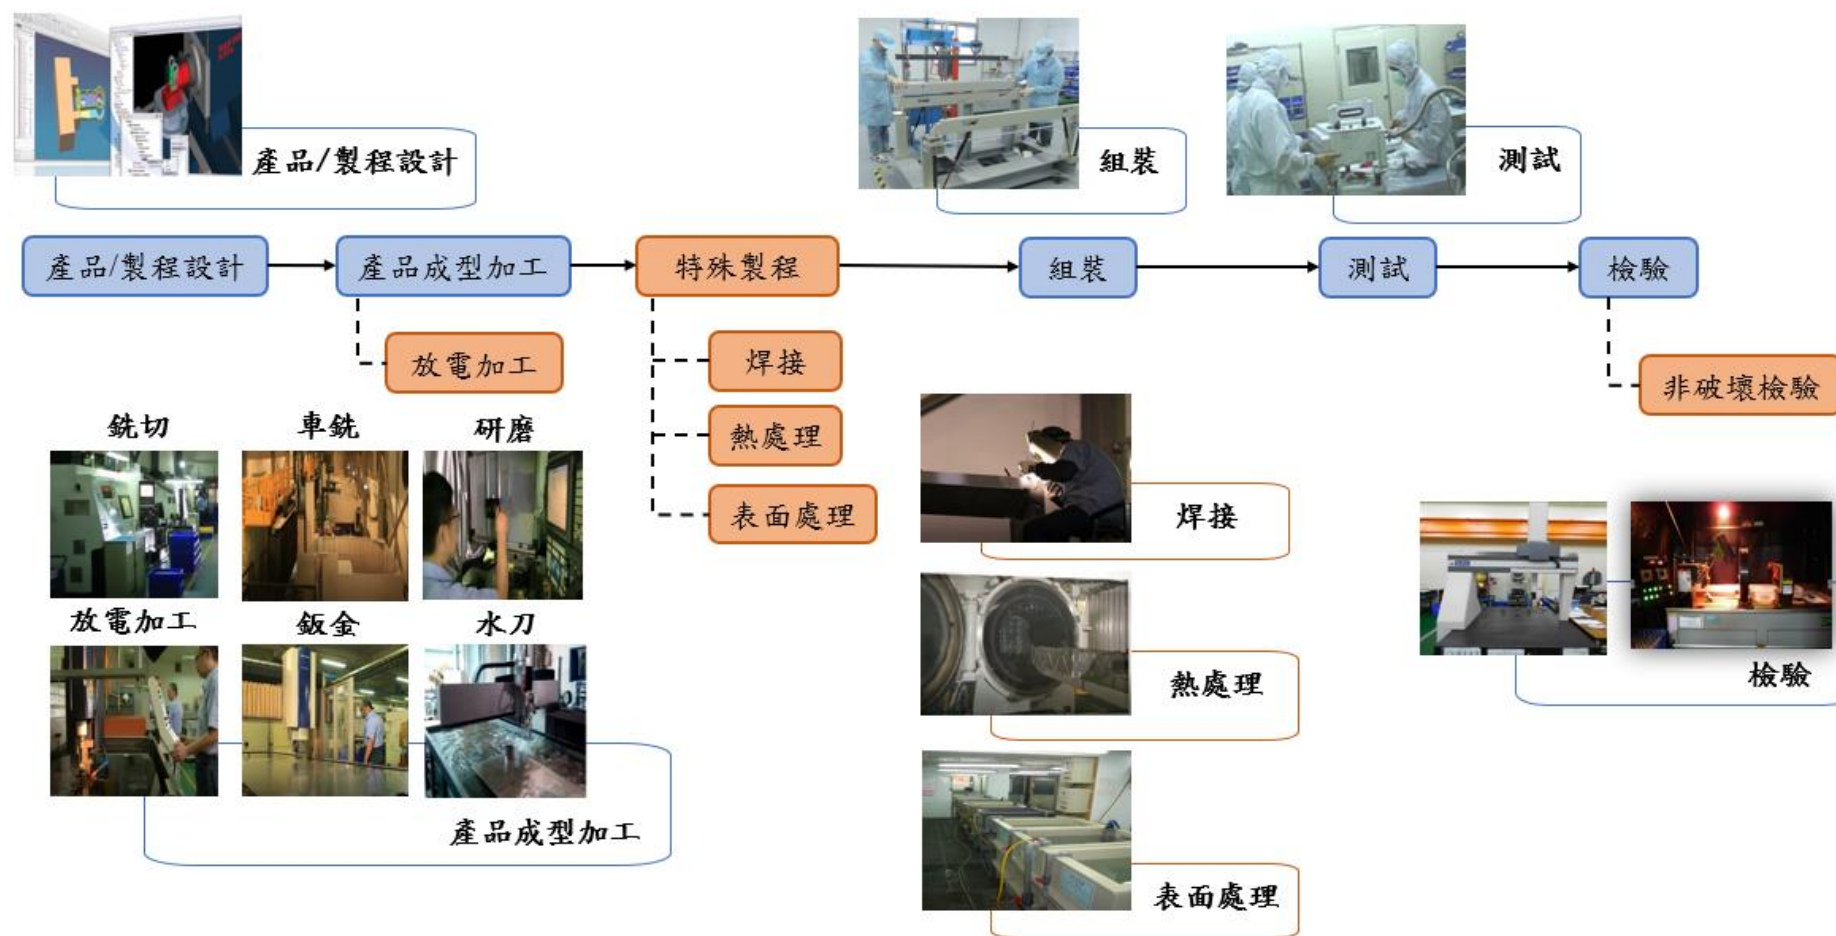 產品/製程設計
組裝
測試
產品/製程設計
產品成型加工
特殊製程
組裝
測試
檢驗
放電加工
焊接
熱處理
表面處理
非破壞檢驗
銑切
車銑
研磨
放電加工
鈑金
水刀
產品成型加工
焊接
熱處理
表面處理
檢驗